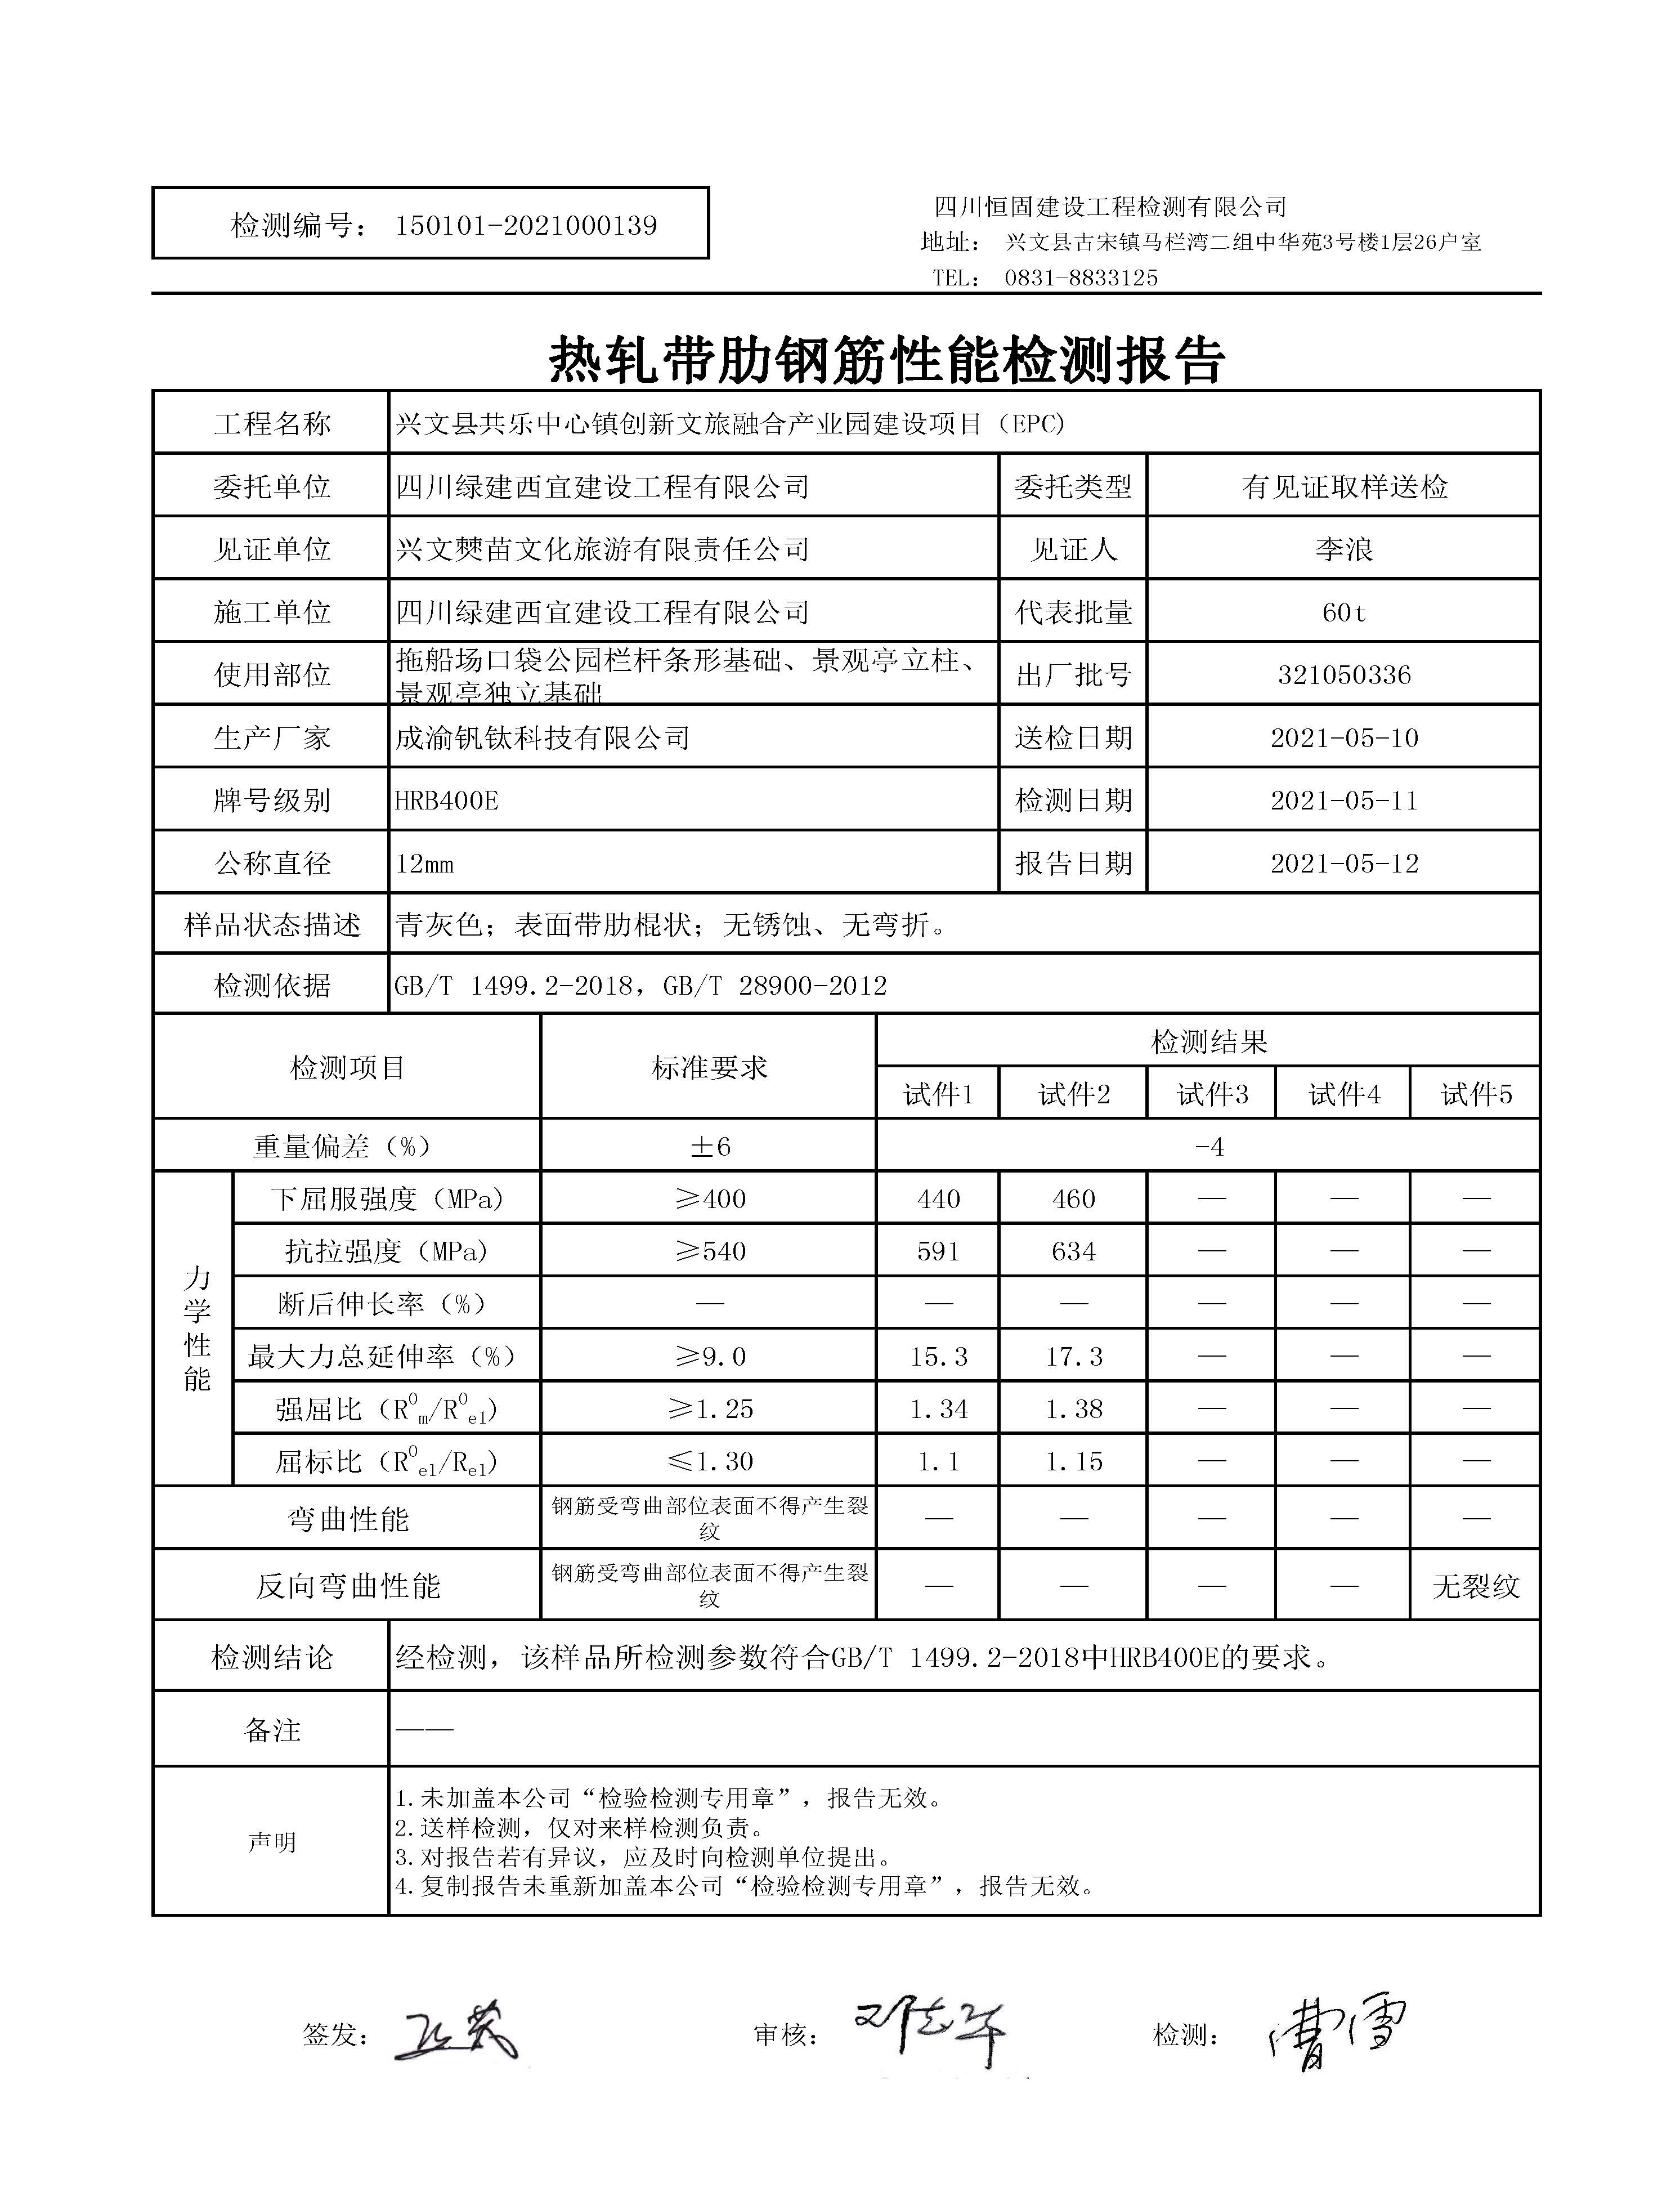 检测编号： 150101-2021000139
四川恒固建设工程检测有限公司
地址： 兴文县古宋镇马栏湾二组中华苑3号楼1层26户室
TEL： 0831-8833125
热轧带肋钢筋性能检测报告
工程名称 兴文县共乐中心镇创新文旅融合产业园建设项目（EPC）
委托单位 四川绿建西宜建设工程有限公司 委托类型 有见证取样送检
见证单位 兴文僰苗文化旅游有限责任公司 见证人 李浪
施工单位 四川绿建西宜建设工程有限公司 代表批量 60t
使用部位 拖船场口袋公园栏杆条形基础、景观亭立柱、
景观亭独立基础 出厂批号 321050336
生产厂家 成渝钒钛科技有限公司 送检日期 2021-05-10
牌号级别 HRB400E 检测日期 2021-05-11
公称直径 12mm 报告日期 2021-05-12
样品状态描述 青灰色；表面带肋棍状；无锈蚀、无弯折。
检测依据 GB/T 1499.2-2018，GB/T 28900-2012
检测项目 标准要求 检测结果
试件1 试件2 试件3 试件4 试件5
重量偏差（%） ±6 -4
力学性能
下屈服强度（MPa） ≥400 440 460 — — —
抗拉强度（MPa） ≥540 591 634 — — —
断后伸长率（%） — — — — — —
最大力总延伸率（%） ≥9.0 15.3 17.3 — — —
强屈比（R⁰m/R⁰el） ≥1.25 1.34 1.38 — — —
屈标比（R⁰el/Rel） ≤1.30 1.1 1.15 — — —
弯曲性能 钢筋受弯曲部位表面不得产生裂
纹 — — — — —
反向弯曲性能 钢筋受弯曲部位表面不得产生裂
纹 — — — — 无裂纹
检测结论 经检测，该样品所检测参数符合GB/T 1499.2-2018中HRB400E的要求。
备注 ——
声明
1.未加盖本公司“检验检测专用章”，报告无效。
2.送样检测，仅对来样检测负责。
3.对报告若有异议，应及时向检测单位提出。
4.复制报告未重新加盖本公司“检验检测专用章”，报告无效。
签发： 审核： 检测： 曹雪